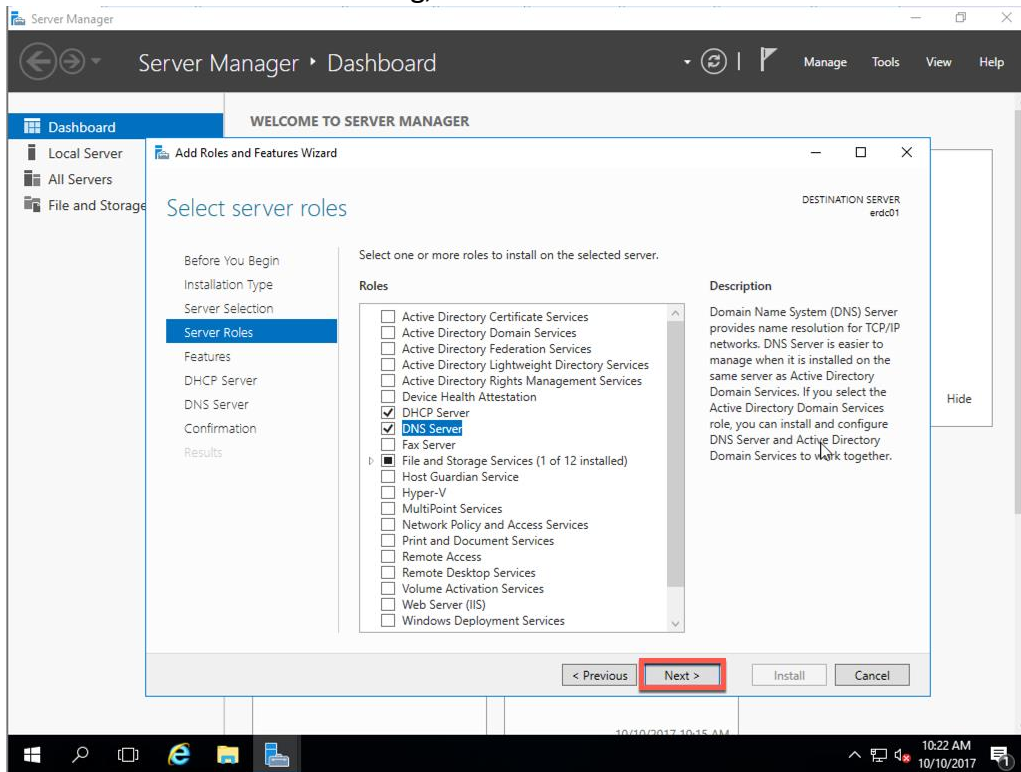 Server Manager
Server Manager ‣ Dashboard
Manage Tools View Help
WELCOME TO SERVER MANAGER
Dashboard
Local Server
All Servers
File and Storage
Add Roles and Features Wizard
Select server roles
DESTINATION SERVER
erdc01
Before You Begin
Installation Type
Server Selection
Server Roles
Features
DHCP Server
DNS Server
Confirmation
Results
Select one or more roles to install on the selected server.
Roles
Active Directory Certificate Services
Active Directory Domain Services
Active Directory Federation Services
Active Directory Lightweight Directory Services
Active Directory Rights Management Services
Device Health Attestation
DHCP Server
DNS Server
Fax Server
File and Storage Services (1 of 12 installed)
Host Guardian Service
Hyper-V
MultiPoint Services
Network Policy and Access Services
Print and Document Services
Remote Access
Remote Desktop Services
Volume Activation Services
Web Server (IIS)
Windows Deployment Services
Description
Domain Name System (DNS) Server
provides name resolution for TCP/IP
networks. DNS Server is easier to
manage when it is installed on the
same server as Active Directory
Domain Services. If you select the
Active Directory Domain Services
role, you can install and configure
DNS Server and Active Directory
Domain Services to work together.
Hide
< Previous Next > Install Cancel
10/10/2017 10:15 AM
10:22 AM
10/10/2017
1